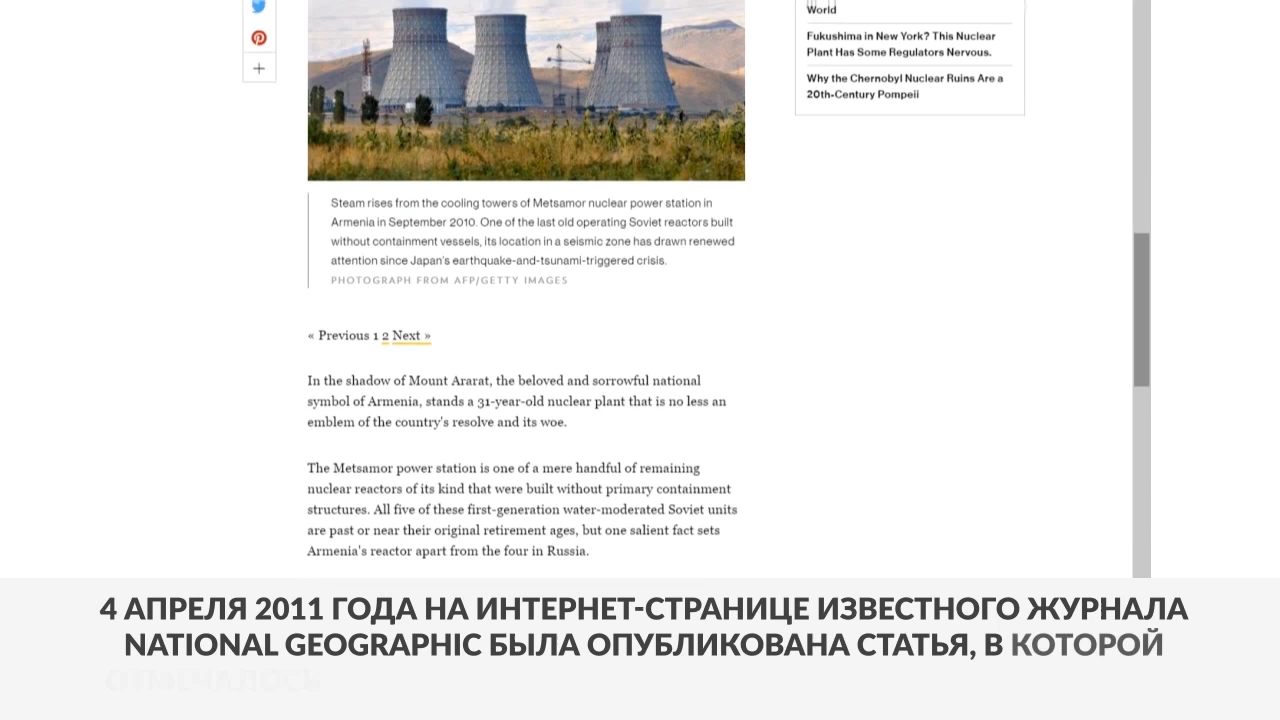 World
Fukushima in New York? This Nuclear
Plant Has Some Regulators Nervous.
Why the Chernobyl Nuclear Ruins Are a
20th-Century Pompeii
Steam rises from the cooling towers of Metsamor nuclear power station in
Armenia in September 2010. One of the last old operating Soviet reactors built
without containment vessels, its location in a seismic zone has drawn renewed
attention since Japan's earthquake-and-tsunami-triggered crisis.
PHOTOGRAPH FROM AFP/GETTY IMAGES
« Previous 1 2 Next »
In the shadow of Mount Ararat, the beloved and sorrowful national
symbol of Armenia, stands a 31-year-old nuclear plant that is no less an
emblem of the country's resolve and its woe.
The Metsamor power station is one of a mere handful of remaining
nuclear reactors of its kind that were built without primary containment
structures. All five of these first-generation water-moderated Soviet units
are past or near their original retirement ages, but one salient fact sets
Armenia's reactor apart from the four in Russia.
4 АПРЕЛЯ 2011 ГОДА НА ИНТЕРНЕТ-СТРАНИЦЕ ИЗВЕСТНОГО ЖУРНАЛА
NATIONAL GEOGRAPHIC БЫЛА ОПУБЛИКОВАНА СТАТЬЯ, В КОТОРОЙ
ОТМЕЧАЛОСЬ